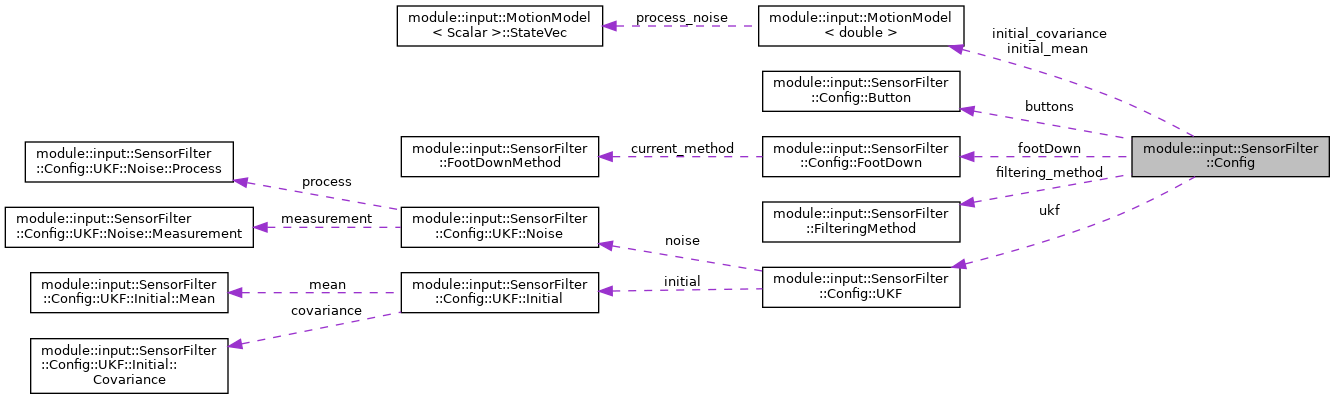 module::input::MotionModel
< Scalar >::StateVec
process_noise
module::input::MotionModel
< double >
initial_covariance
initial_mean
module::input::SensorFilter
::Config::Button
buttons
module::input::SensorFilter
::Config::UKF::Noise::Process
module::input::SensorFilter
::FootDownMethod
current_method
module::input::SensorFilter
::Config::FootDown
footDown
module::input::SensorFilter
::Config
filtering_method
process
module::input::SensorFilter
::Config::UKF::Noise::Measurement
measurement
module::input::SensorFilter
::Config::UKF::Noise
module::input::SensorFilter
::FilteringMethod
ukf
noise
module::input::SensorFilter
::Config::UKF::Initial::Mean
mean
module::input::SensorFilter
::Config::UKF::Initial
initial
module::input::SensorFilter
::Config::UKF
covariance
module::input::SensorFilter
::Config::UKF::Initial::
Covariance